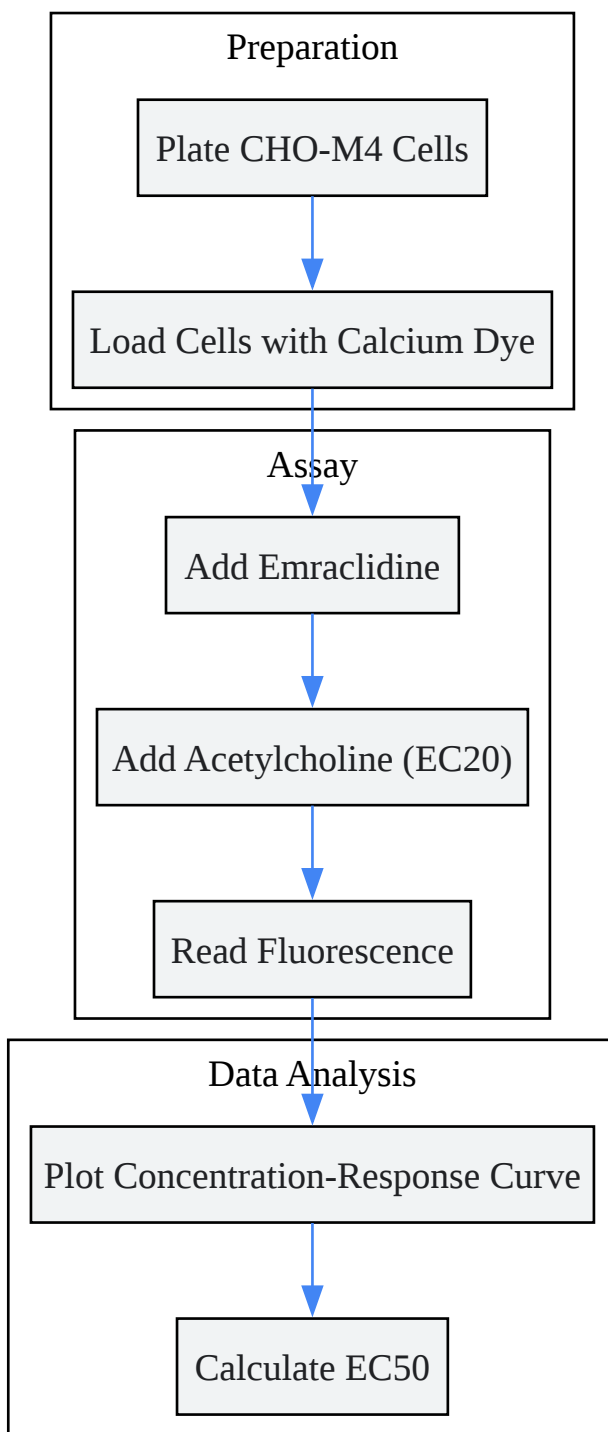 Preparation
Plate CHO-M4 Cells
Load Cells with Calcium Dye
Assay
Add Emraclidine
Add Acetylcholine (EC20)
Read Fluorescence
Data Analysis
Plot Concentration-Response Curve
Calculate EC50